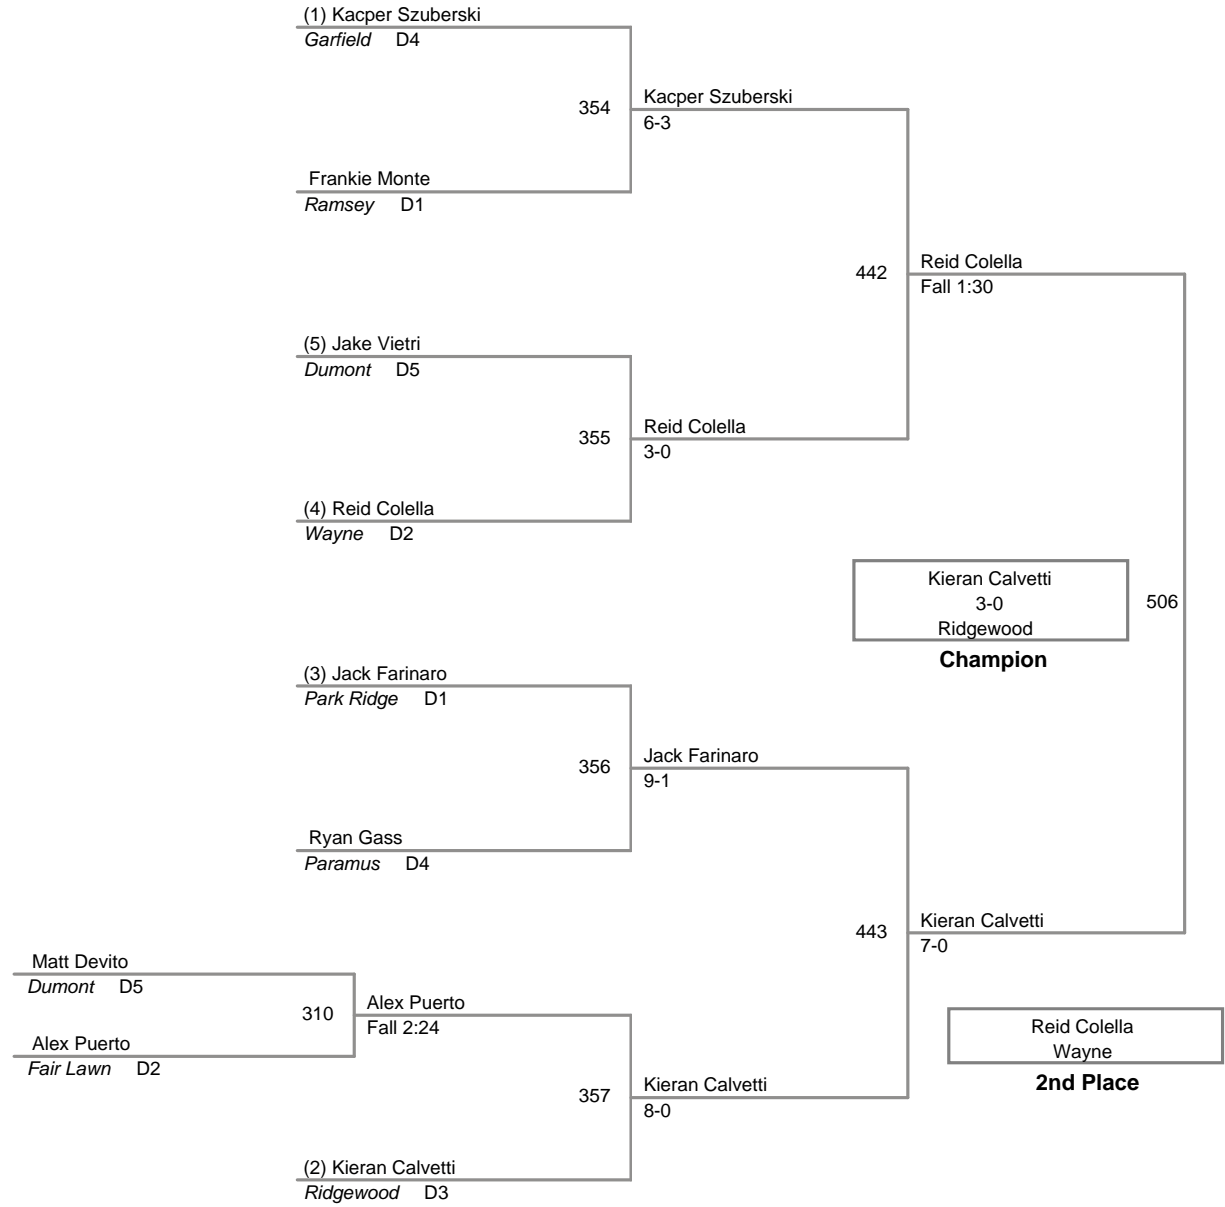 (1) Kacper Szuberski
Garfield D4
354
Kacper Szuberski
6-3
Frankie Monte
Ramsey D1
442
Reid Colella
Fall 1:30
(5) Jake Vietri
Dumont D5
355
Reid Colella
3-0
(4) Reid Colella
Wayne D2
Kieran Calvetti
3-0
Ridgewood
Champion
506
(3) Jack Farinaro
Park Ridge D1
356
Jack Farinaro
9-1
Ryan Gass
Paramus D4
443
Kieran Calvetti
7-0
Matt Devito
Dumont D5
310
Alex Puerto
Fall 2:24
Alex Puerto
Fair Lawn D2
Reid Colella
Wayne
2nd Place
357
Kieran Calvetti
8-0
(2) Kieran Calvetti
Ridgewood D3